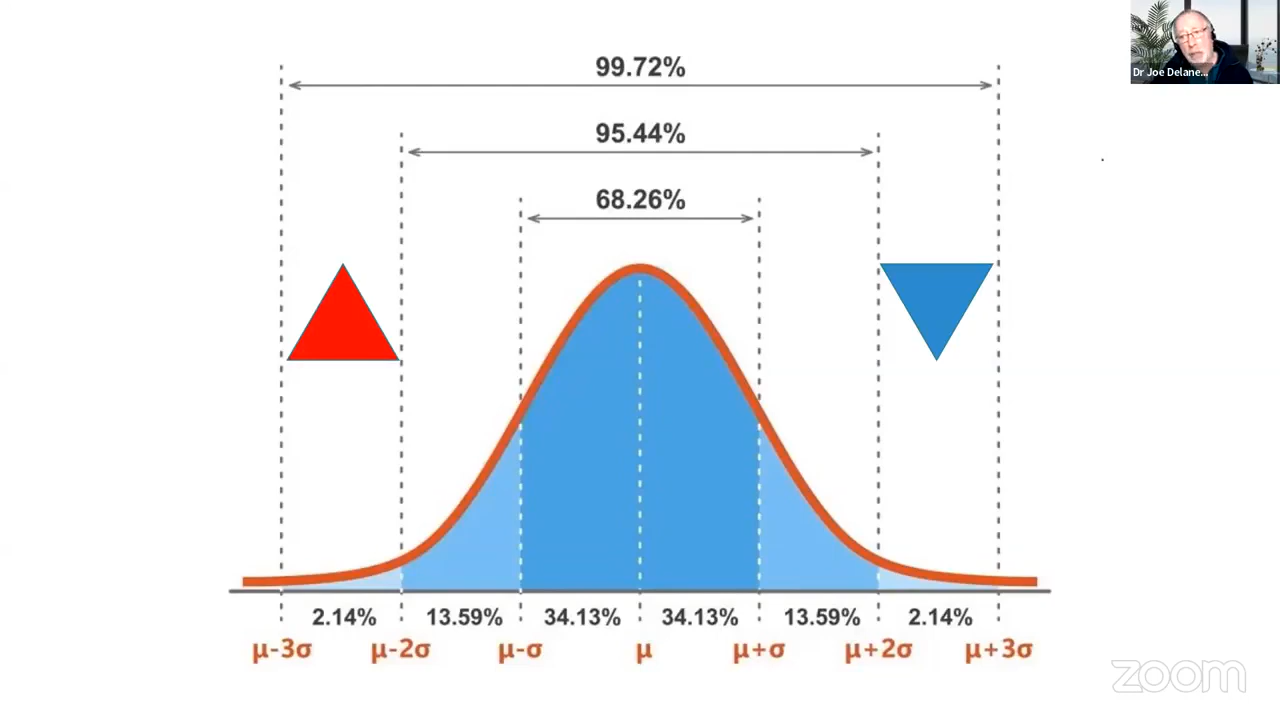 Dr Joe Delane...
99.72%
95.44%
68.26%
2.14% 13.59% 34.13% 34.13% 13.59% 2.14%
μ-3σ μ-2σ μ-σ μ μ+σ μ+2σ μ+3σ
zoom